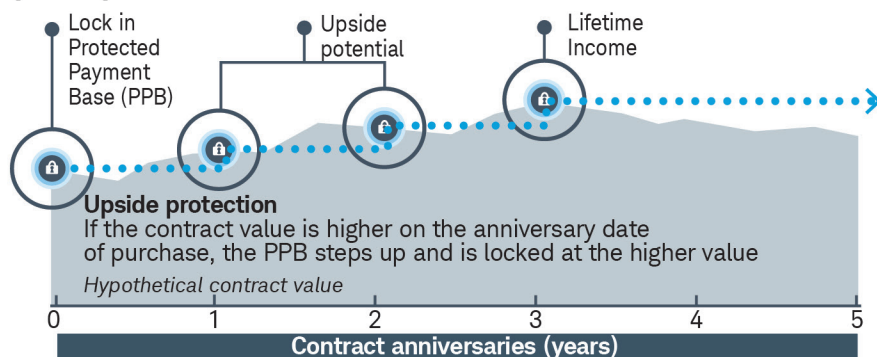 Lock in
Protected
Payment
Base (PPB)
Upside
potential
Lifetime
Income
Upside protection
If the contract value is higher on the anniversary date
of purchase, the PPB steps up and is locked at the higher value
Hypothetical contract value
0 1 2 3 4 5
Contract anniversaries (years)